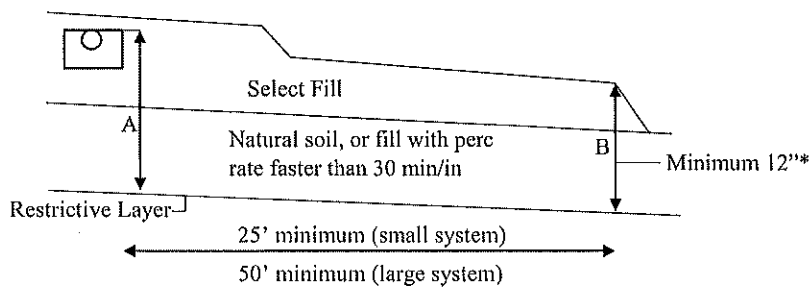 Select Fill
A
Natural soil, or fill with perc
rate faster than 30 min/in
B
Minimum 12”*
Restrictive Layer
25’ minimum (small system)
50’ minimum (large system)